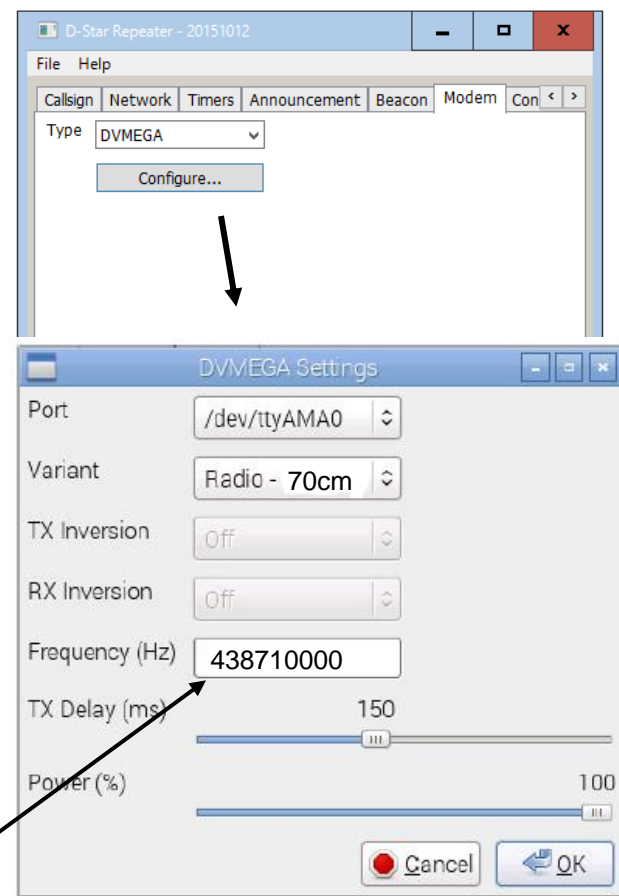 D-Star Repeater - 20151012
File Help
Callsign Network Timers Announcement Beacon Modem Con
Type DVMEGA
Configure...
DVMEGA Settings
Port /dev/ttyAMA0
Variant Radio - 70cm
TX Inversion Off
RX Inversion Off
Frequency (Hz) 438710000
TX Delay (ms) 150
Power (%) 100
Cancel OK